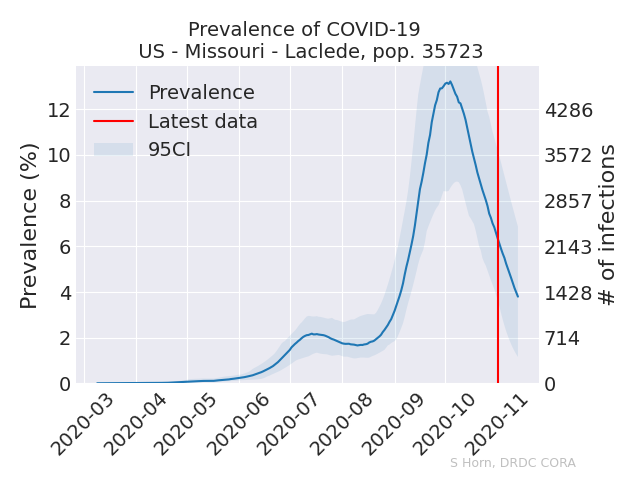 Prevalence of COVID-19
US - Missouri - Laclede, pop. 35723
Prevalence
Latest data
95CI
Prevalence (%)
12
10
8
6
4
2
0
4286
3572
2857
2143
1428
714
0
# of infections
2020-03
2020-04
2020-05
2020-06
2020-07
2020-08
2020-09
2020-10
2020-11
S Horn, DRDC CORA